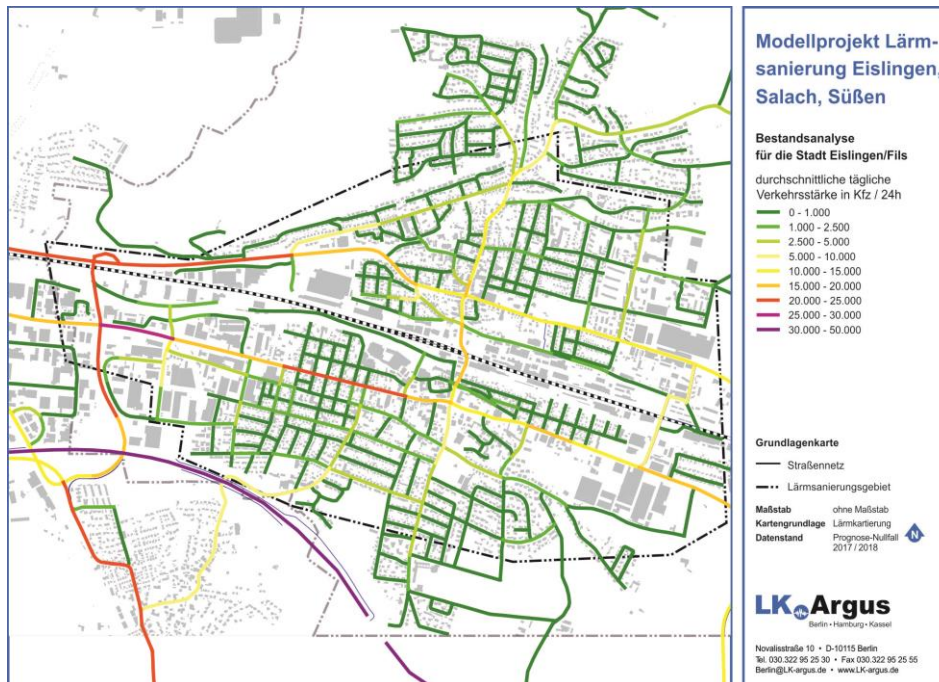 Modellprojekt Lärm-
sanierung Eislingen,
Salach, Süßen
Bestandsanalyse
für die Stadt Eislingen/Fils
durchschnittliche tägliche
Verkehrsstärke in Kfz / 24h
0 - 1.000
1.000 - 2.500
2.500 - 5.000
5.000 - 10.000
10.000 - 15.000
15.000 - 20.000
20.000 - 25.000
25.000 - 30.000
30.000 - 50.000
Grundlagenkarte
Straßennetz
Lärmsanierungsgebiet
Maßstab ohne Maßstab
Kartengrundlage Lärmkartierung
Datenstand Prognose-Nullfall
2017 / 2018
N
LK Argus
Berlin • Hamburg • Kassel
Novalisstraße 10 • D-10115 Berlin
Tel. 030.322 95 25 30 • Fax 030.322 95 25 55
Berlin@LK-argus.de • www.LK-argus.de